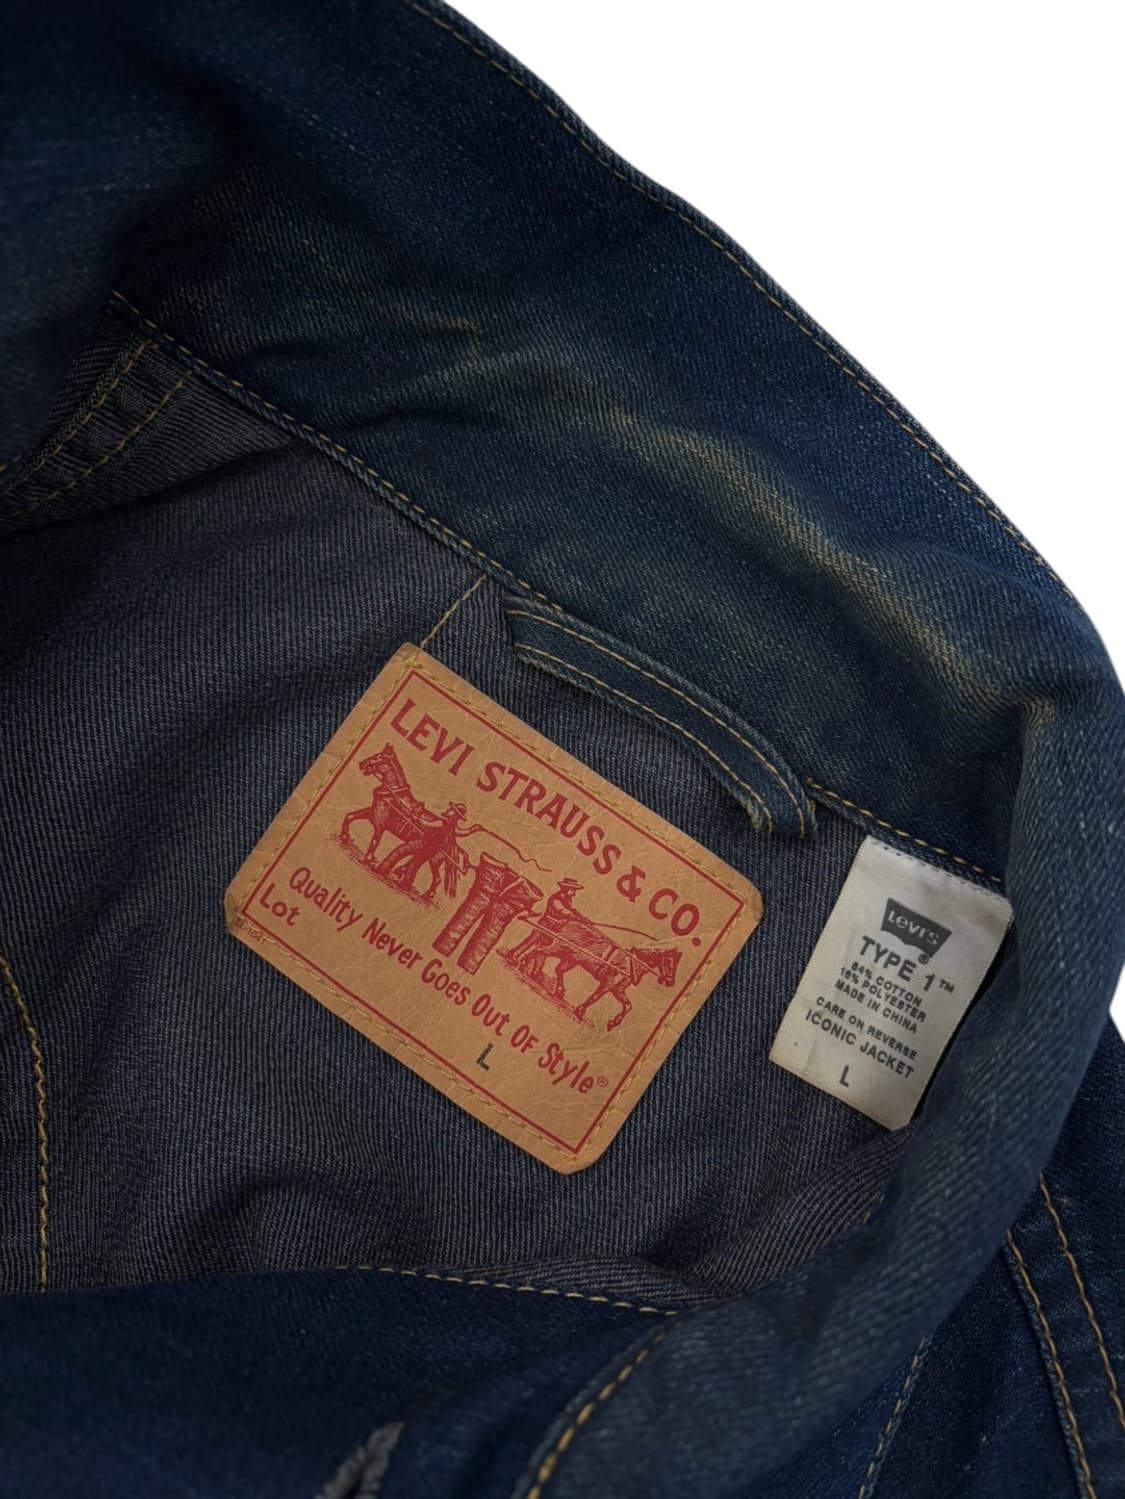 LEVI STRAUSS & CO.
Quality Never Goes Out Of Style®
Lot
L
Levi's®
TYPE 1™
84% COTTON
16% POLYESTER
MADE IN CHINA
CARE ON REVERSE
ICONIC JACKET
L